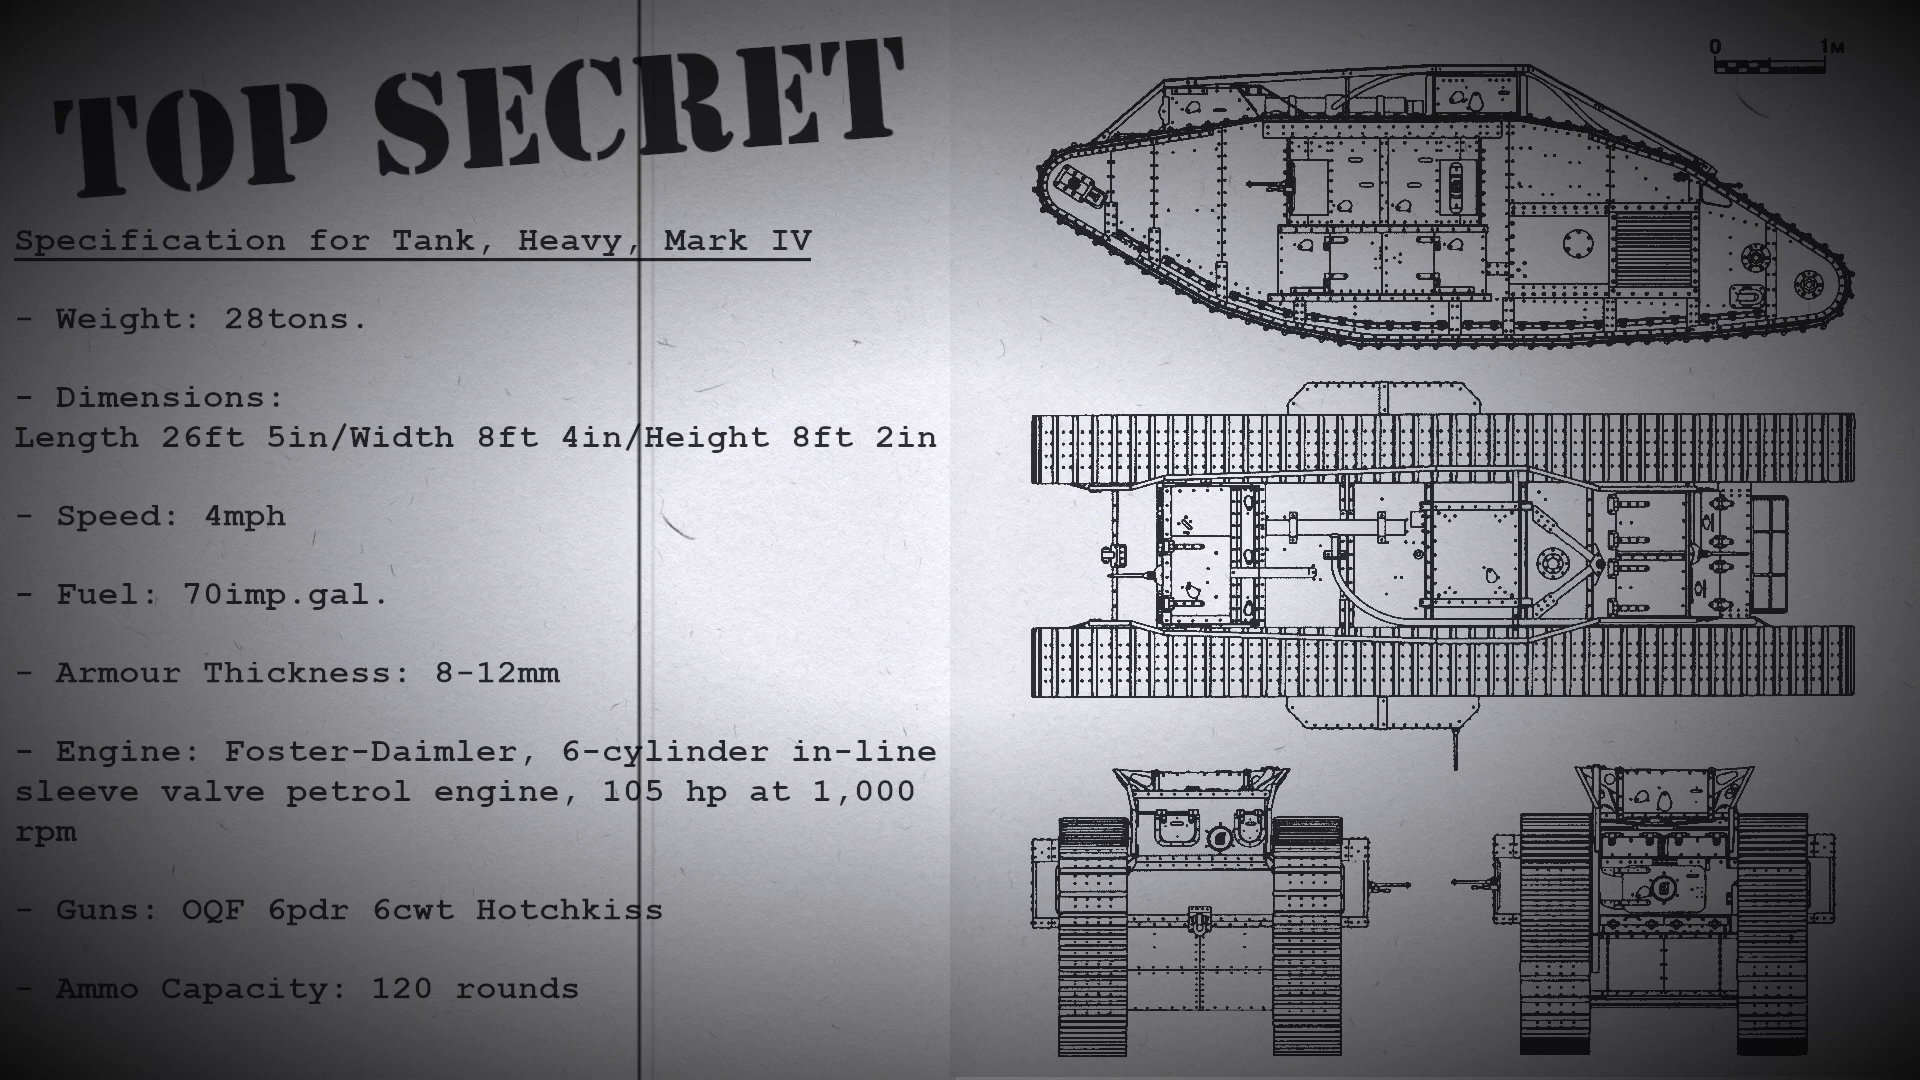 TOP SECRET
Specification for Tank, Heavy, Mark IV
- Weight: 28tons.
- Dimensions:
Length 26ft 5in/Width 8ft 4in/Height 8ft 2in
- Speed: 4mph
- Fuel: 70imp.gal.
- Armour Thickness: 8-12mm
- Engine: Foster-Daimler, 6-cylinder in-line
sleeve valve petrol engine, 105 hp at 1,000
rpm
- Guns: OQF 6pdr 6cwt Hotchkiss
- Ammo Capacity: 120 rounds
0 1M